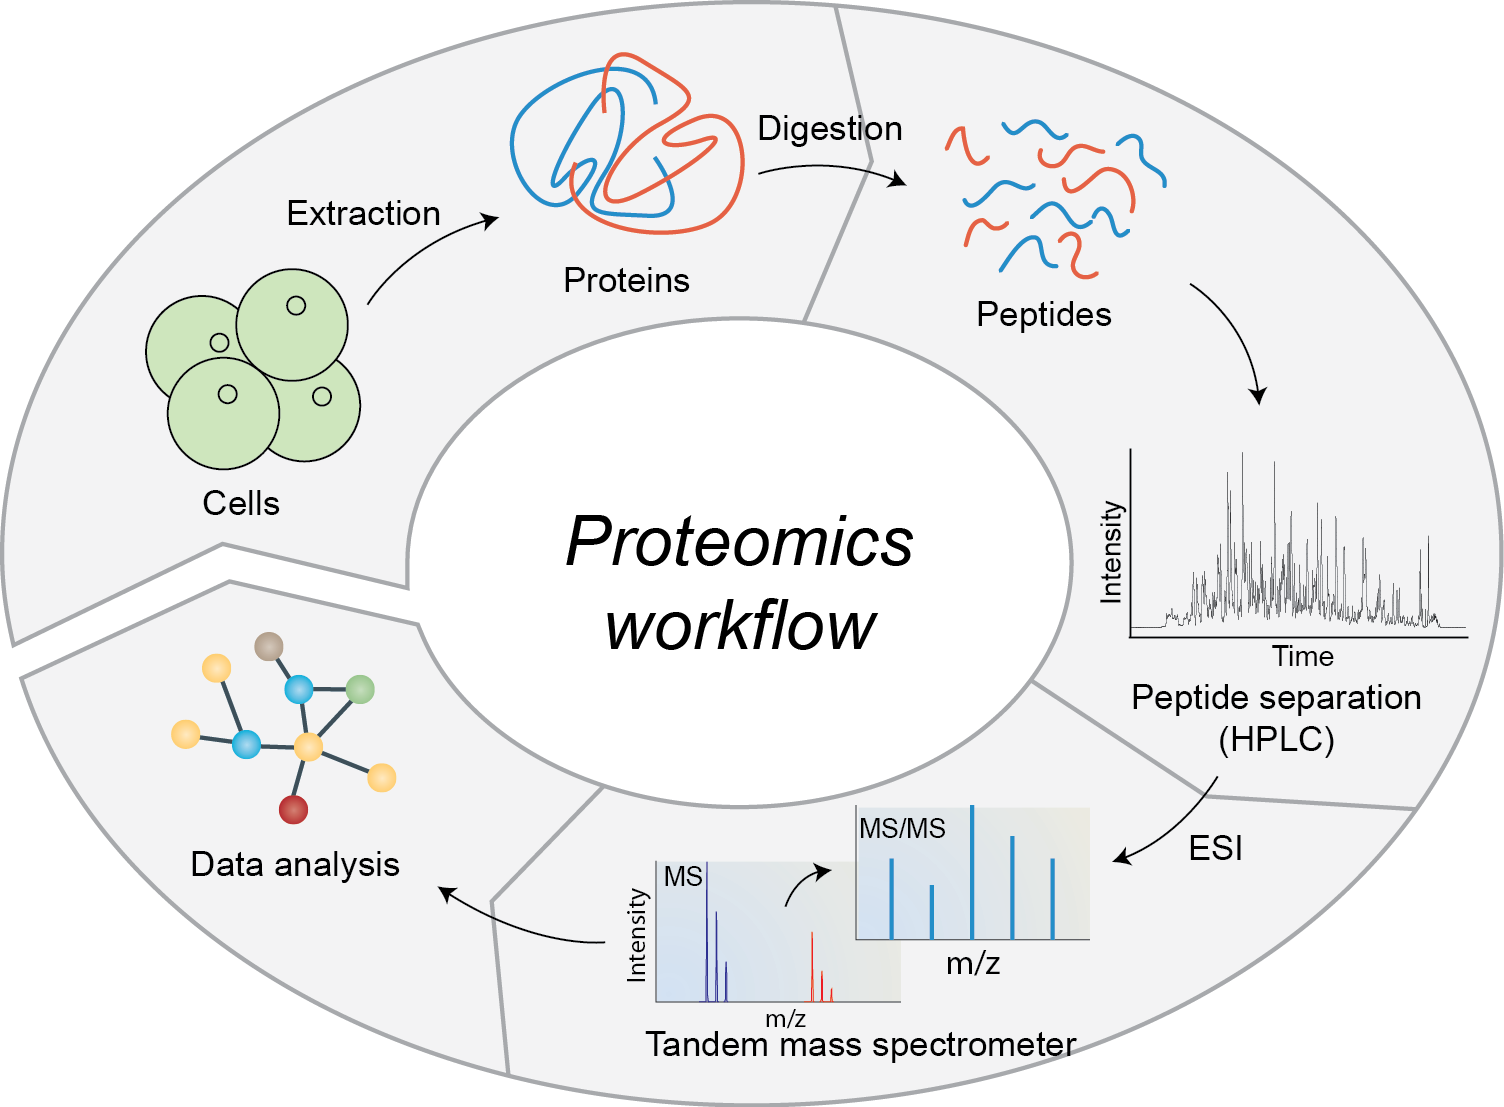 Proteomics
workflow
Cells
Extraction
Proteins
Digestion
Peptides
Intensity
Time
Peptide separation
(HPLC)
ESI
MS/MS
m/z
MS
Intensity
m/z
Tandem mass spectrometer
Data analysis